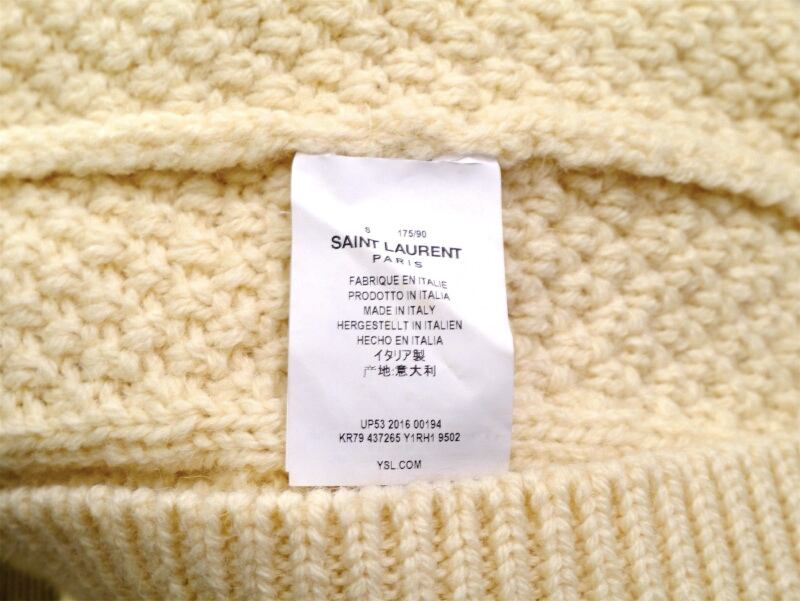 S 175/90
SAINT LAURENT
PARIS
FABRIQUE EN ITALIE
PRODOTTO IN ITALIA
MADE IN ITALY
HERGESTELLT IN ITALIEN
HECHO EN ITALIA
イタリア製
产地:意大利
UP53 2016 00194
KR79 437265 Y1RH1 9502
YSL.COM